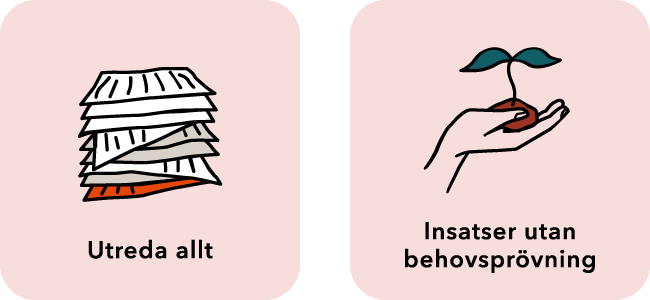 Utreda allt
Insatser utan
behovsprövning